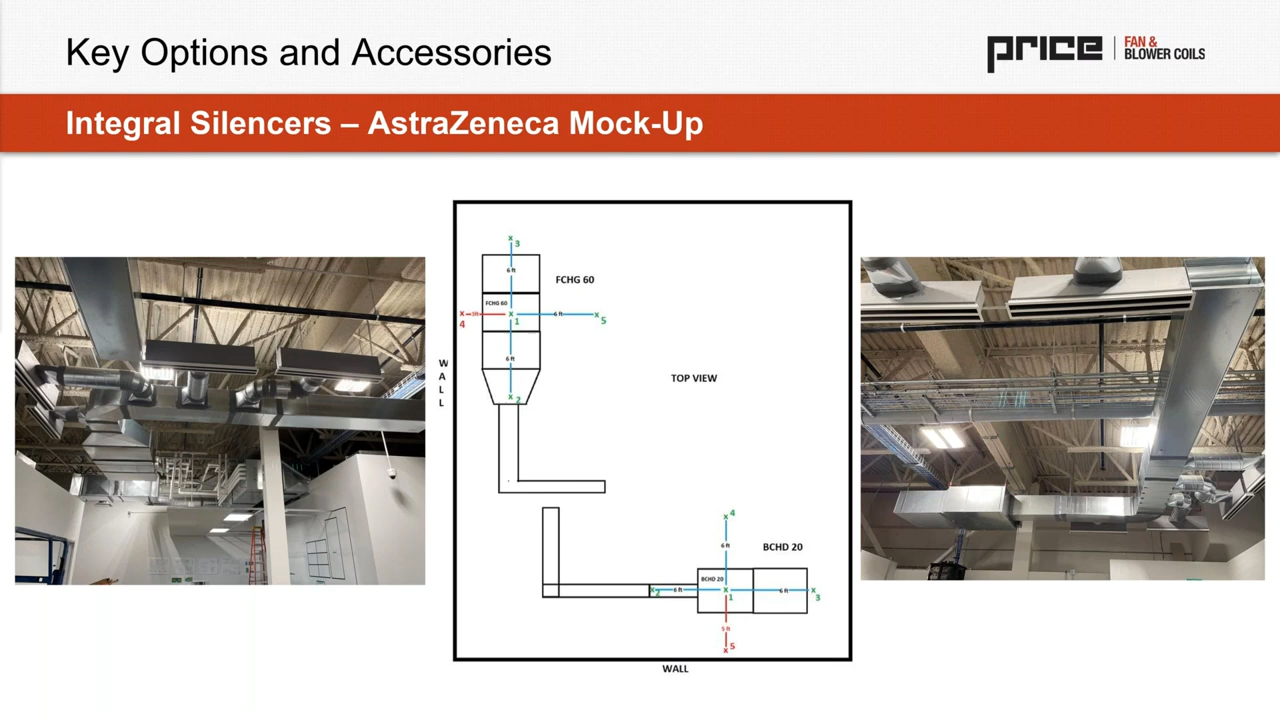 Key Options and Accessories
price
FAN &
BLOWER COILS
Integral Silencers – AstraZeneca Mock-Up
x 3
6 ft
FCHG 60
FCHG 60
x
4
x
1
6 ft
x 5
6 ft
W
A
L
L
TOP VIEW
x 2
x 4
6 ft
BCHD 20
BCHD 20
x
2
6 ft
x
1
6 ft
x
3
5 ft
x 5
WALL